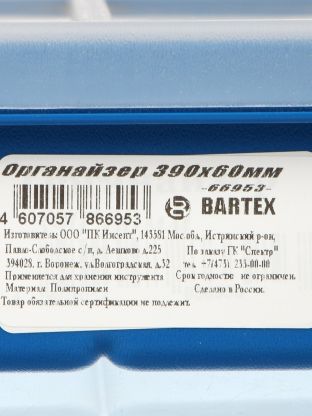 Органайзер 390х60мм
-66953-
4 607057 866953
BARTEX
Изготовитель: ООО "ПК Инсепт", 143581 Мос.обл, Истринский р-он,
Павло-Слободское с/п, д. Лешково д.225
По заказу ГК "Спектр"
394028, г. Воронеж, ул.Волгоградская, д.32
тел. +7(473) 233-00-00
Применяется для хранения инструмента
Срок годности: не ограничен.
Материал: Полипропилен
Сделано в России.
Товар обязательной сертификации не подлежит.